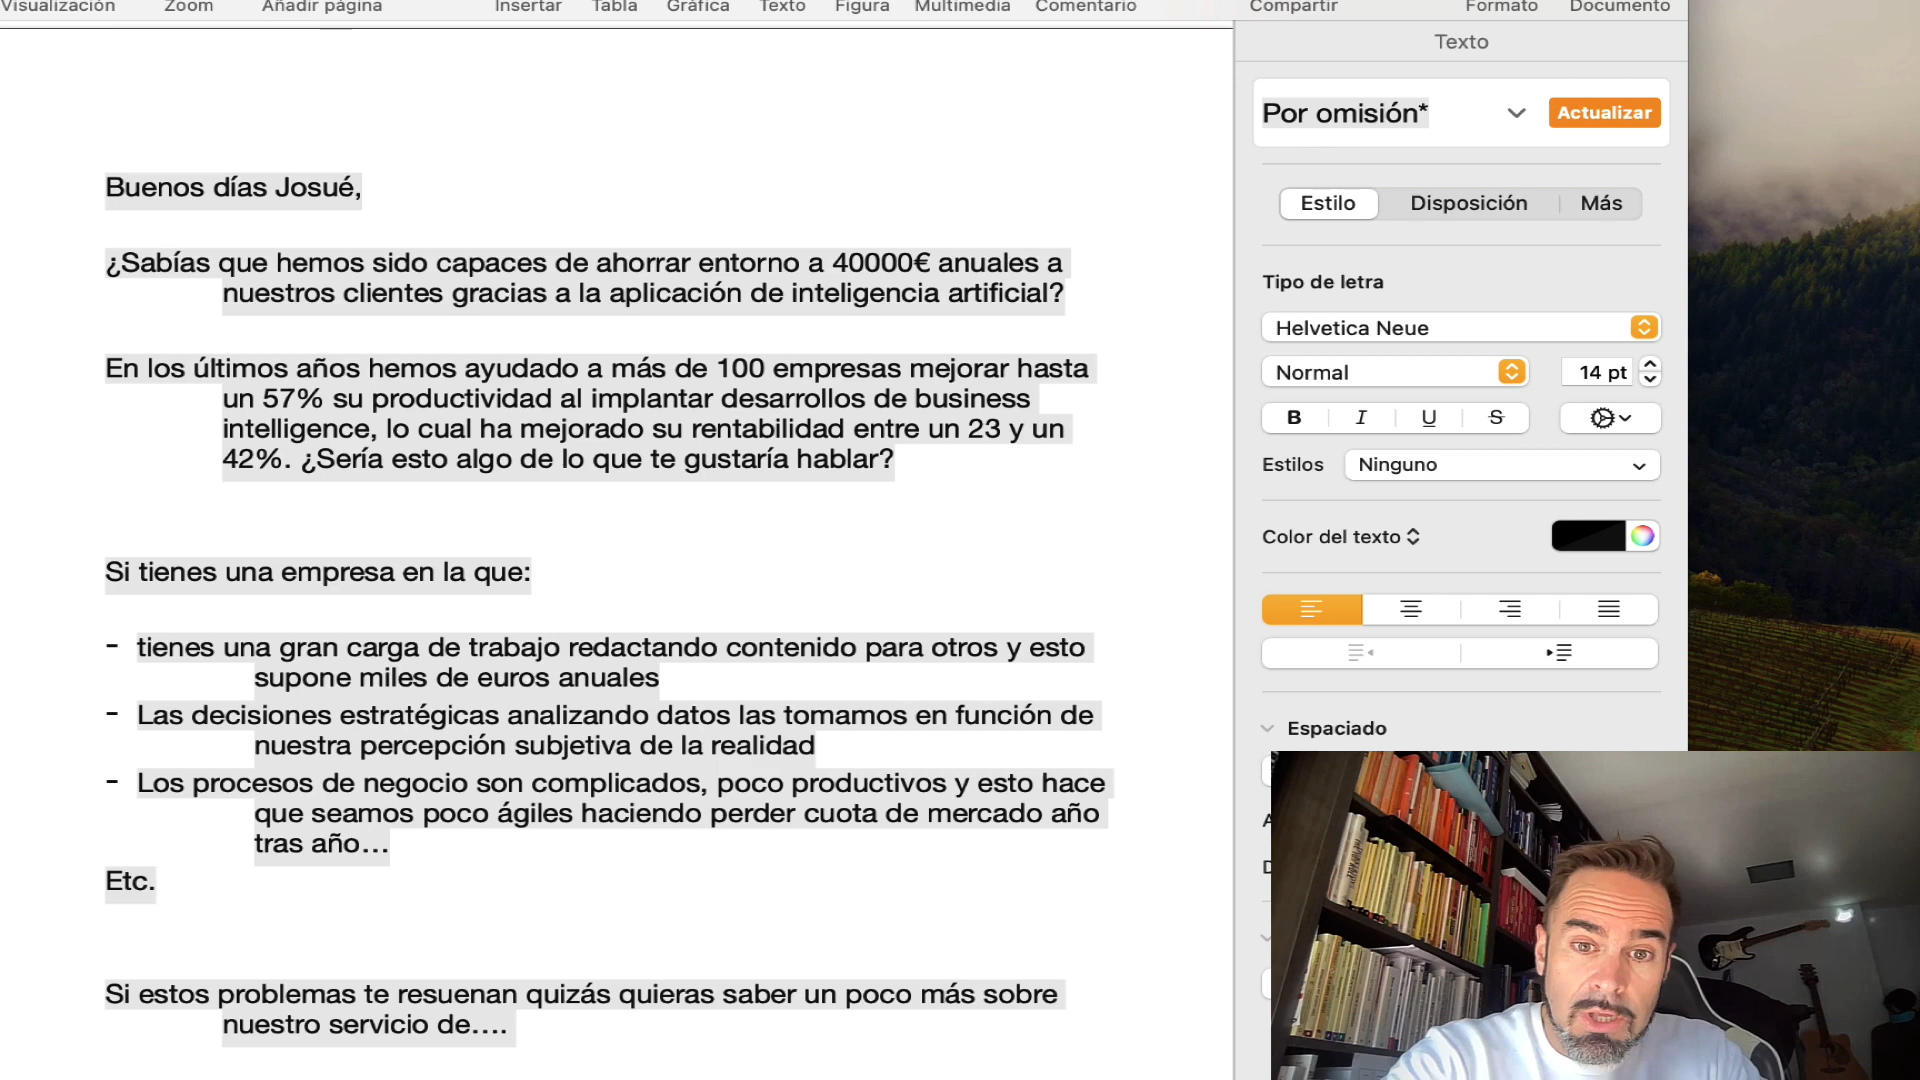 Visualización Zoom Añadir página Insertar Tabla Gráfica Texto Figura Multimedia Comentario Compartir Formato Documento
Texto
Por omisión* Actualizar
Estilo Disposición Más
Tipo de letra
Helvetica Neue
Normal 14 pt
B I U S
Estilos Ninguno
Color del texto
Espaciado
Buenos días Josué,
¿Sabías que hemos sido capaces de ahorrar entorno a 40000€ anuales a
nuestros clientes gracias a la aplicación de inteligencia artificial?
En los últimos años hemos ayudado a más de 100 empresas mejorar hasta
un 57% su productividad al implantar desarrollos de business
intelligence, lo cual ha mejorado su rentabilidad entre un 23 y un
42%. ¿Sería esto algo de lo que te gustaría hablar?
Si tienes una empresa en la que:
- tienes una gran carga de trabajo redactando contenido para otros y esto
supone miles de euros anuales
- Las decisiones estratégicas analizando datos las tomamos en función de
nuestra percepción subjetiva de la realidad
- Los procesos de negocio son complicados, poco productivos y esto hace
que seamos poco ágiles haciendo perder cuota de mercado año
tras año…
Etc.
Si estos problemas te resuenan quizás quieras saber un poco más sobre
nuestro servicio de….